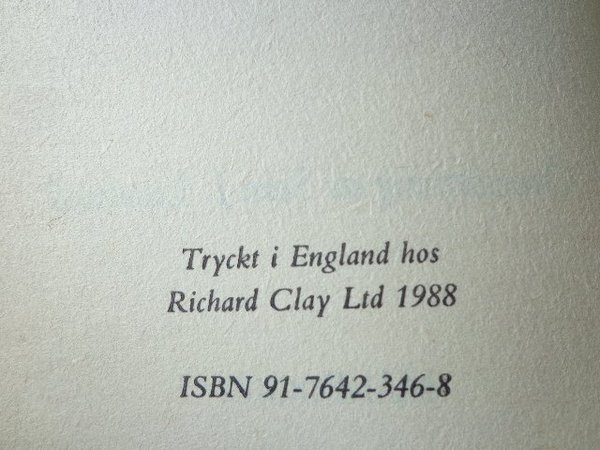 Tryckt i England hos
Richard Clay Ltd 1988
ISBN 91-7642-346-8